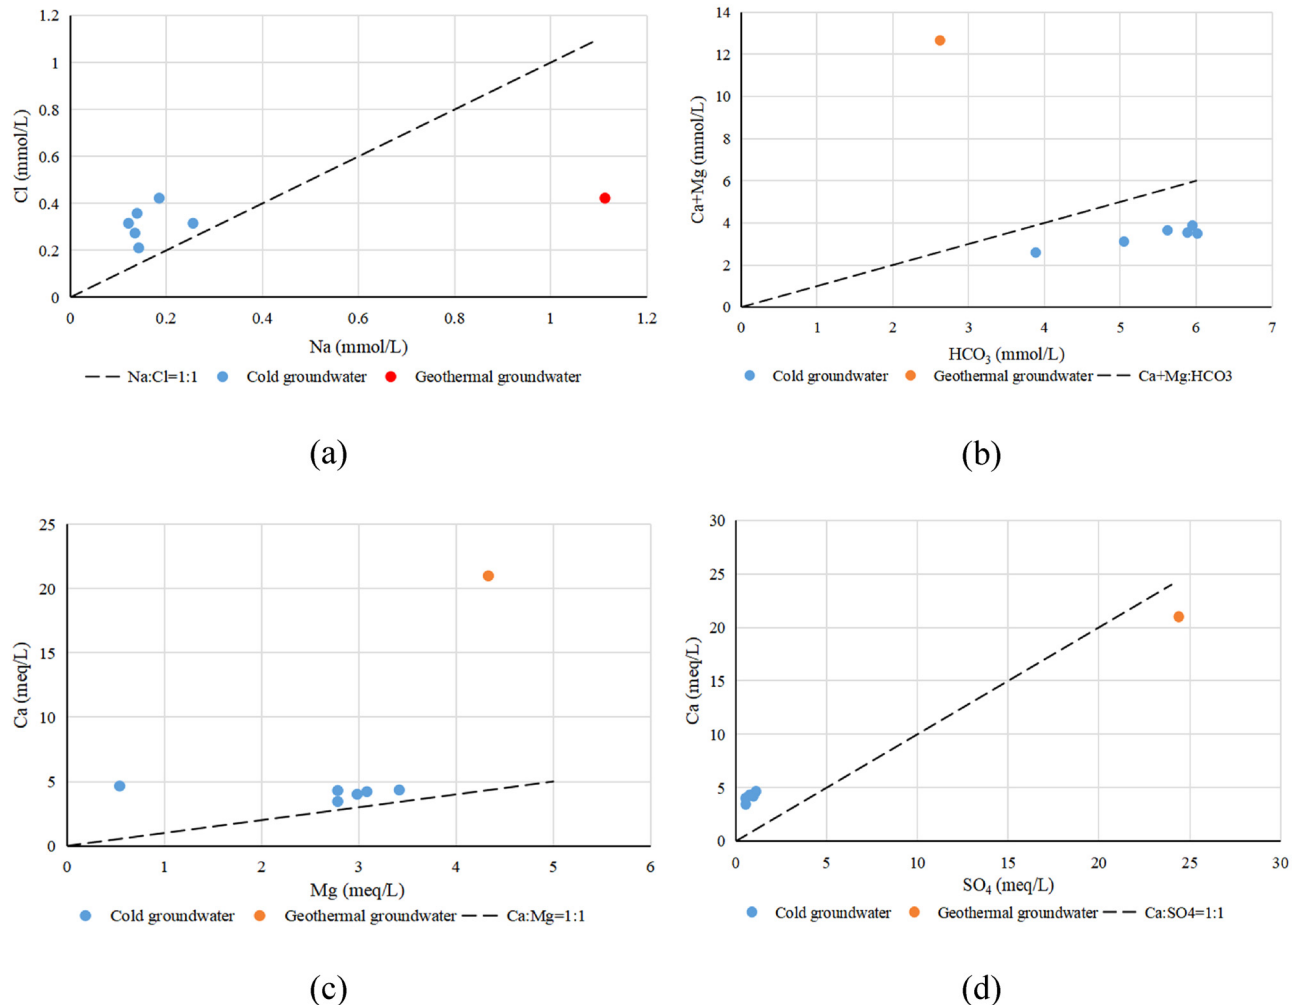 1.2
1
0.8
0.6
0.4
0.2
0
Cl (mmol/L)
0 0.2 0.4 0.6 0.8 1 1.2
Na (mmol/L)
Na:Cl=1:1 Cold groundwater Geothermal groundwater
(a)
14
12
10
8
6
4
2
0
Ca+Mg (mmol/L)
0 1 2 3 4 5 6 7
HCO₃ (mmol/L)
Cold groundwater Geothermal groundwater Ca+Mg:HCO3
(b)
25
20
15
10
5
0
Ca (meq/L)
0 1 2 3 4 5 6
Mg (meq/L)
Cold groundwater Geothermal groundwater Ca:Mg=1:1
(c)
30
25
20
15
10
5
0
Ca (meq/L)
0 5 10 15 20 25 30
SO₄ (meq/L)
Cold groundwater Geothermal groundwater Ca:SO4=1:1
(d)